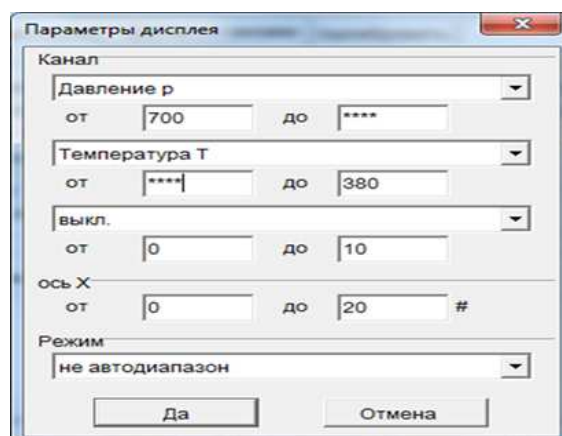 Параметры дисплея
Канал
Давление p
от 700 до ****
Температура T
от **** до 380
выкл.
от 0 до 10
ось X
от 0 до 20 #
Режим
не автодиапазон
Да Отмена